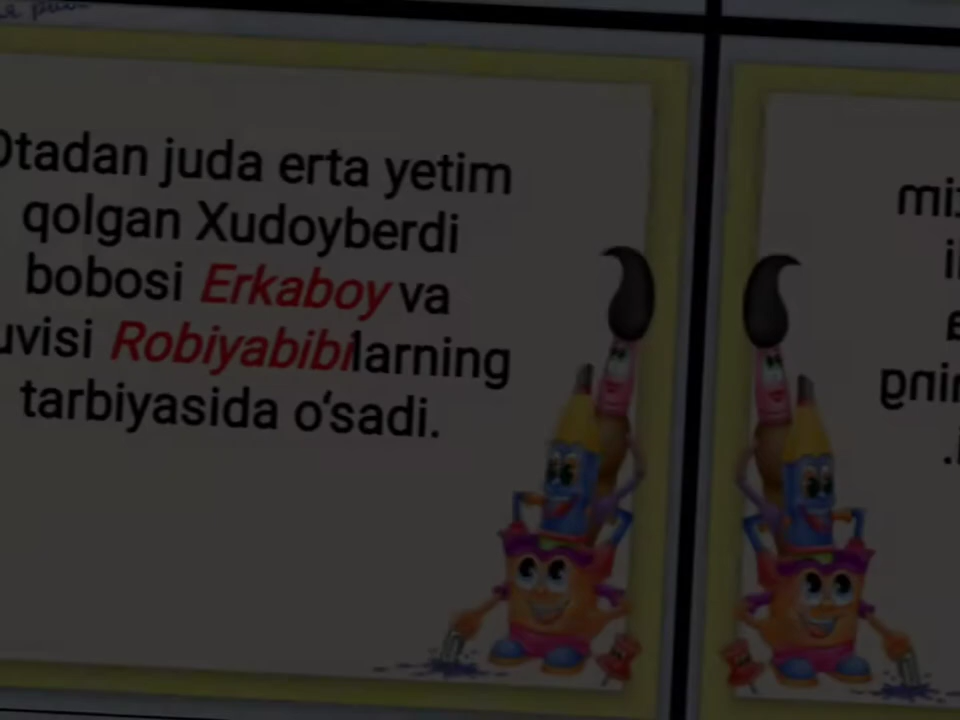 Otadan juda erta yetim
qolgan Xudoyberdi
bobosi Erkaboy va
uvisi Robiyabibilarning
tarbiyasida o‘sadi.